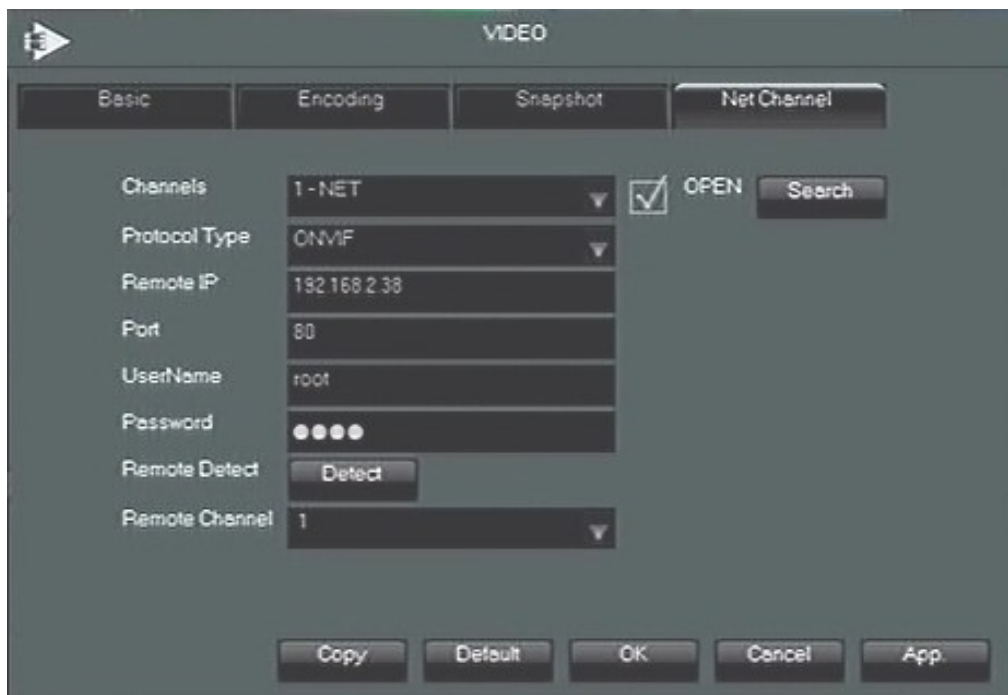 VIDEO
Basic Encoding Snapshot Net Channel
Channels 1 - NET OPEN Search
Protocol Type ONVIF
Remote IP 192.168.2.38
Port 80
UserName root
Password ●●●●
Remote Detect Detect
Remote Channel 1
Copy Default OK Cancel App.